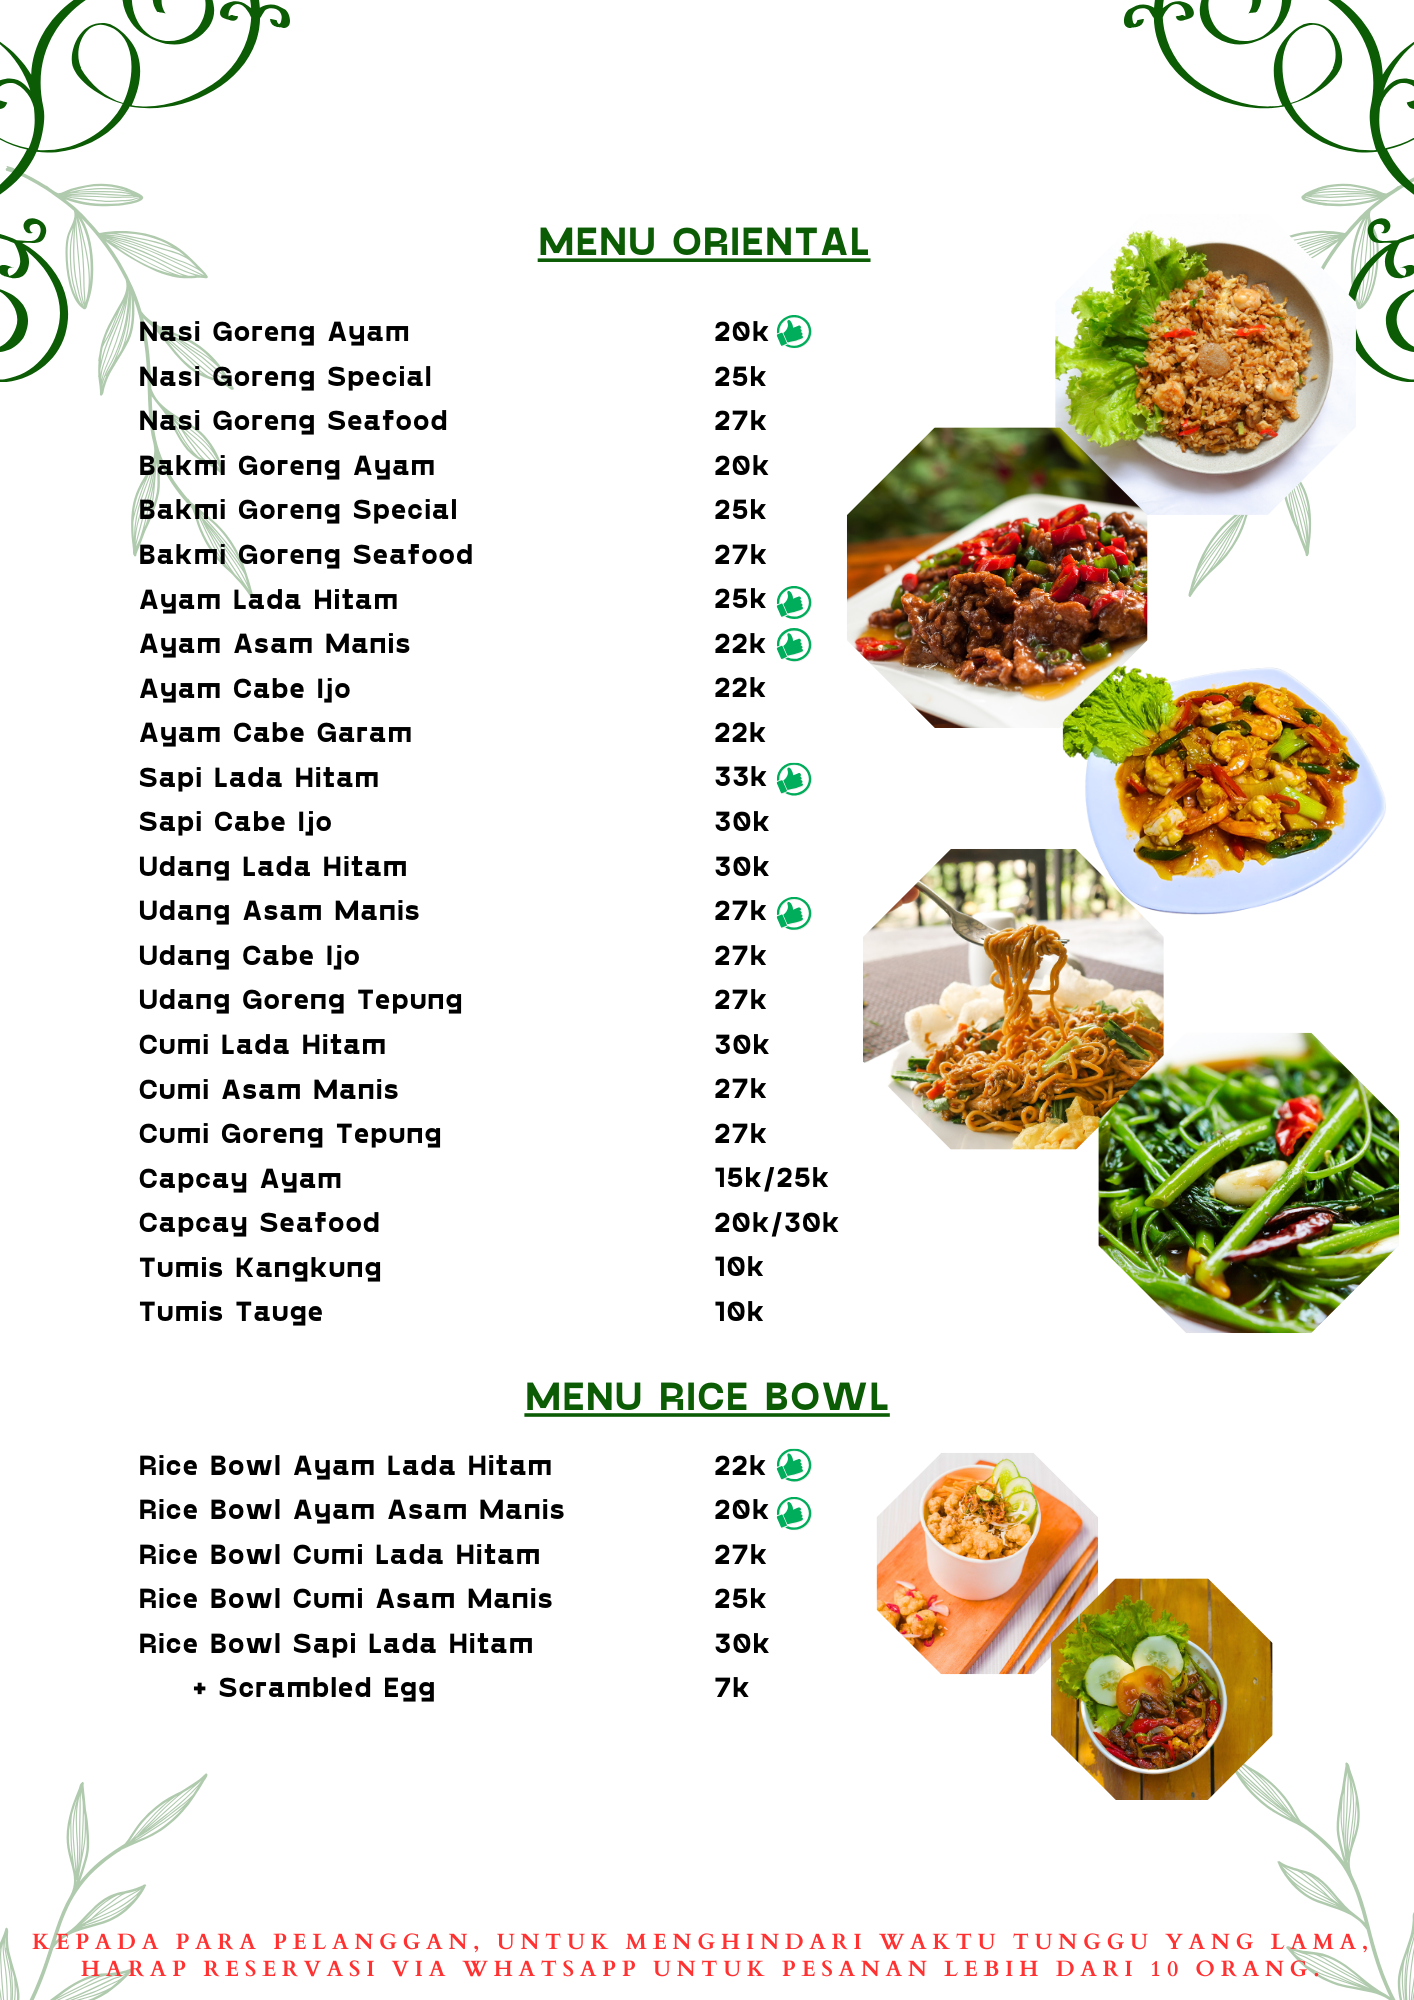 MENU ORIENTAL
Nasi Goreng Ayam 20k
Nasi Goreng Special 25k
Nasi Goreng Seafood 27k
Bakmi Goreng Ayam 20k
Bakmi Goreng Special 25k
Bakmi Goreng Seafood 27k
Ayam Lada Hitam 25k
Ayam Asam Manis 22k
Ayam Cabe Ijo 22k
Ayam Cabe Garam 22k
Sapi Lada Hitam 33k
Sapi Cabe Ijo 30k
Udang Lada Hitam 30k
Udang Asam Manis 27k
Udang Cabe Ijo 27k
Udang Goreng Tepung 27k
Cumi Lada Hitam 30k
Cumi Asam Manis 27k
Cumi Goreng Tepung 27k
Capcay Ayam 15k/25k
Capcay Seafood 20k/30k
Tumis Kangkung 10k
Tumis Tauge 10k
MENU RICE BOWL
Rice Bowl Ayam Lada Hitam 22k
Rice Bowl Ayam Asam Manis 20k
Rice Bowl Cumi Lada Hitam 27k
Rice Bowl Cumi Asam Manis 25k
Rice Bowl Sapi Lada Hitam 30k
+ Scrambled Egg 7k
KEPADA PARA PELANGGAN, UNTUK MENGHINDARI WAKTU TUNGGU YANG LAMA,
HARAP RESERVASI VIA WHATSAPP UNTUK PESANAN LEBIH DARI 10 ORANG.